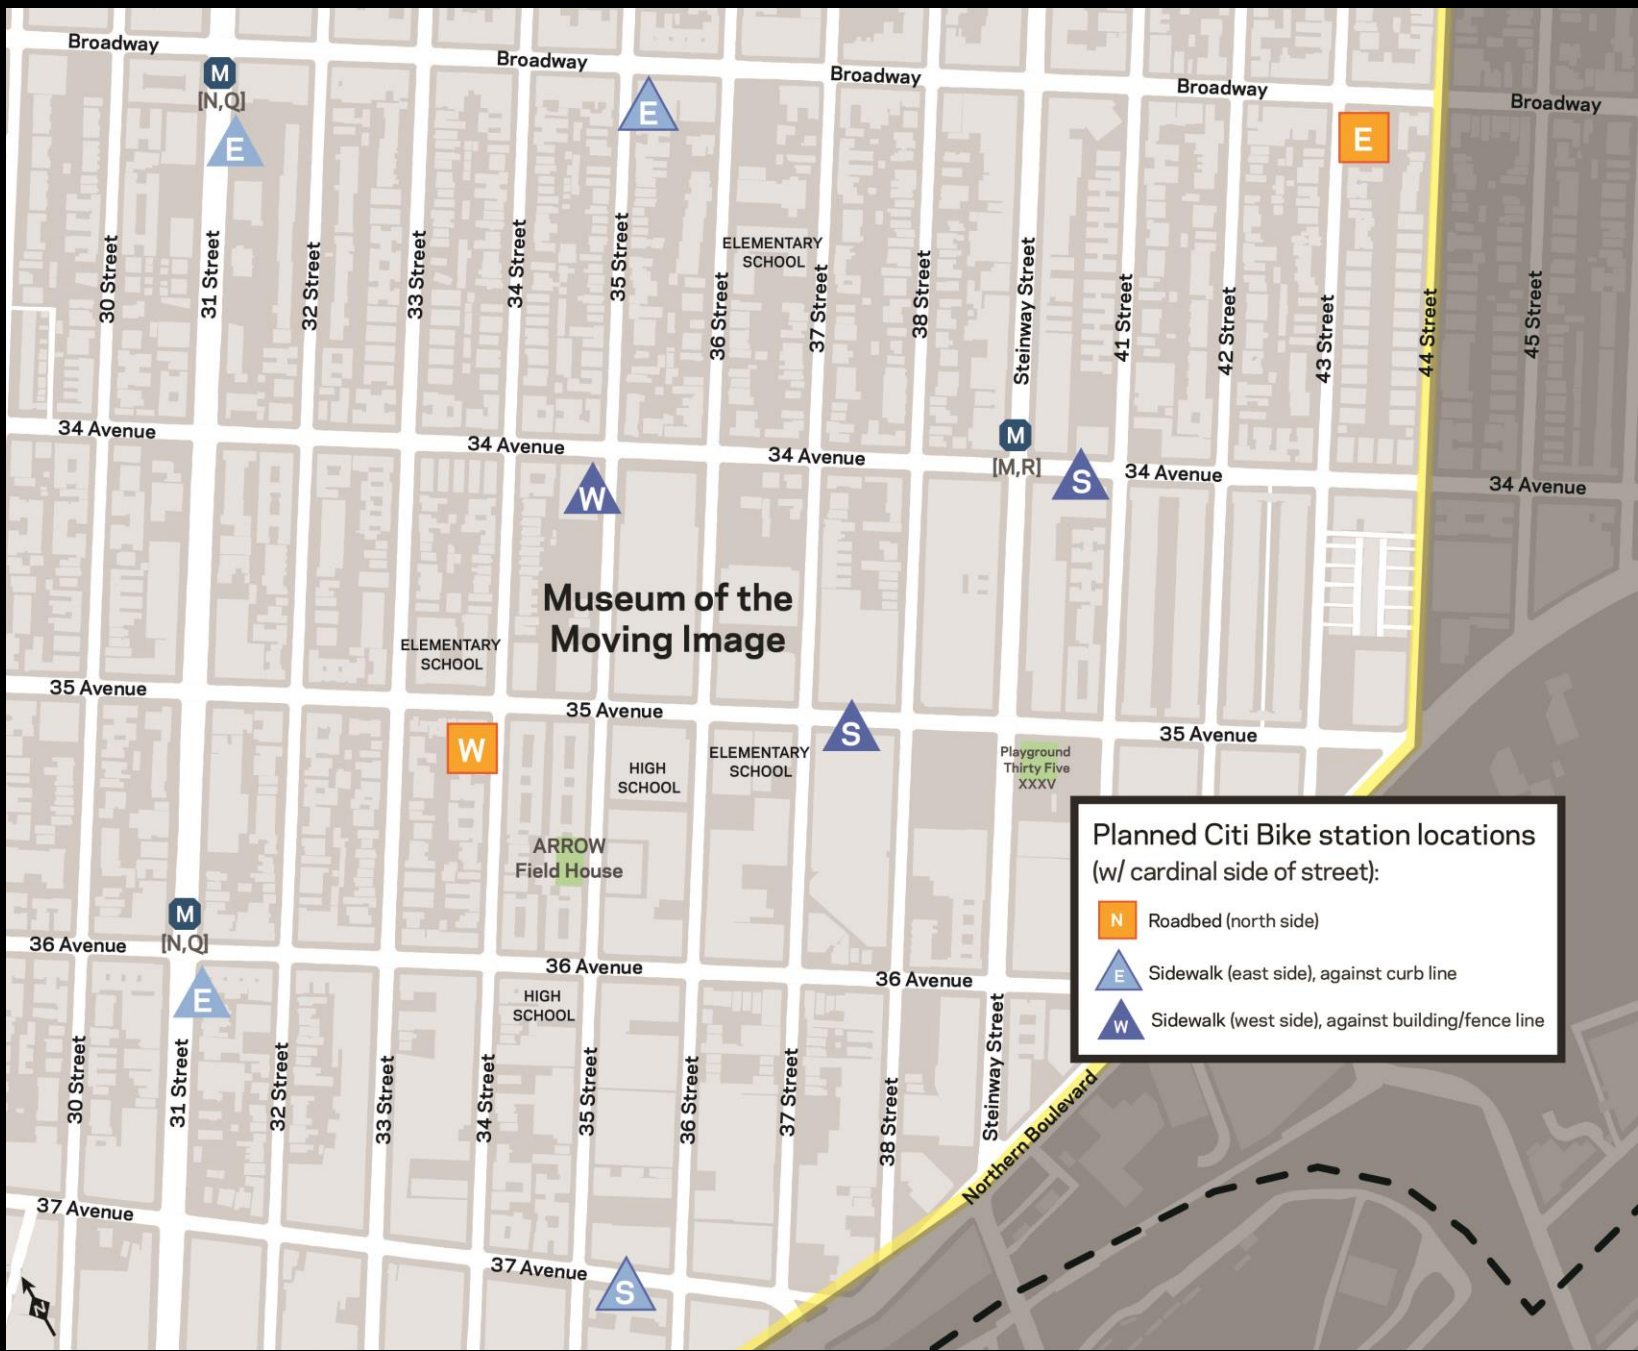 Broadway
Broadway
Broadway
Broadway
Broadway
M
[N,Q]
E
E
E
30 Street
31 Street
32 Street
33 Street
34 Street
35 Street
36 Street
ELEMENTARY
SCHOOL
37 Street
38 Street
Steinway Street
41 Street
42 Street
43 Street
44 Street
45 Street
34 Avenue
34 Avenue
34 Avenue
M
[M,R]
S
34 Avenue
34 Avenue
W
Museum of the
Moving Image
ELEMENTARY
SCHOOL
35 Avenue
35 Avenue
35 Avenue
W
S
HIGH
SCHOOL
ELEMENTARY
SCHOOL
Playground
Thirty Five
XXXV
ARROW
Field House
M
[N,Q]
E
36 Avenue
36 Avenue
36 Avenue
HIGH
SCHOOL
30 Street
31 Street
32 Street
33 Street
34 Street
35 Street
36 Street
37 Street
38 Street
Steinway Street
Northern Boulevard
37 Avenue
37 Avenue
S
N
Planned Citi Bike station locations
(w/ cardinal side of street):
N Roadbed (north side)
E Sidewalk (east side), against curb line
W Sidewalk (west side), against building/fence line